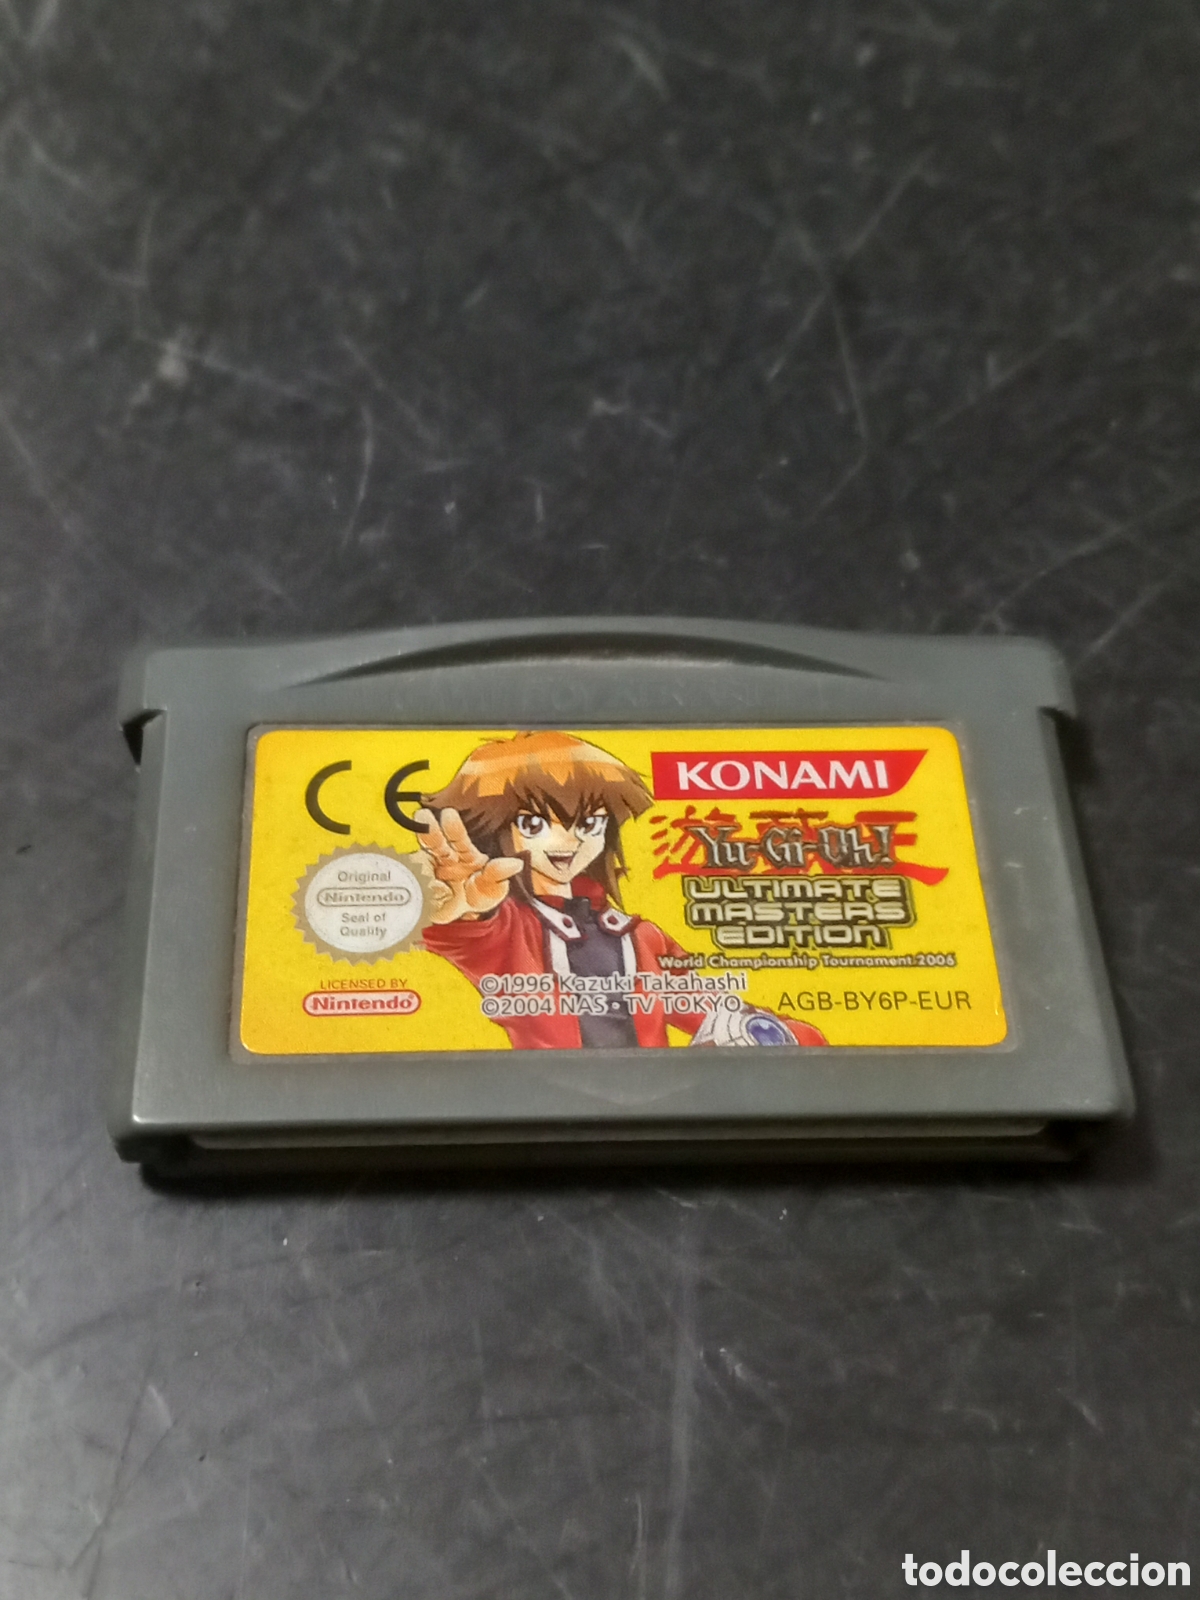 CE
KONAMI
遊戯王
Yu-Gi-Oh!
ULTIMATE
MASTERS
EDITION
World Championship Tournament 2006
Original
Nintendo
Seal of
Quality
LICENSED BY
Nintendo
©1996 Kazuki Takahashi
©2004 NAS • TV TOKYO
AGB-BY6P-EUR
todocoleccion